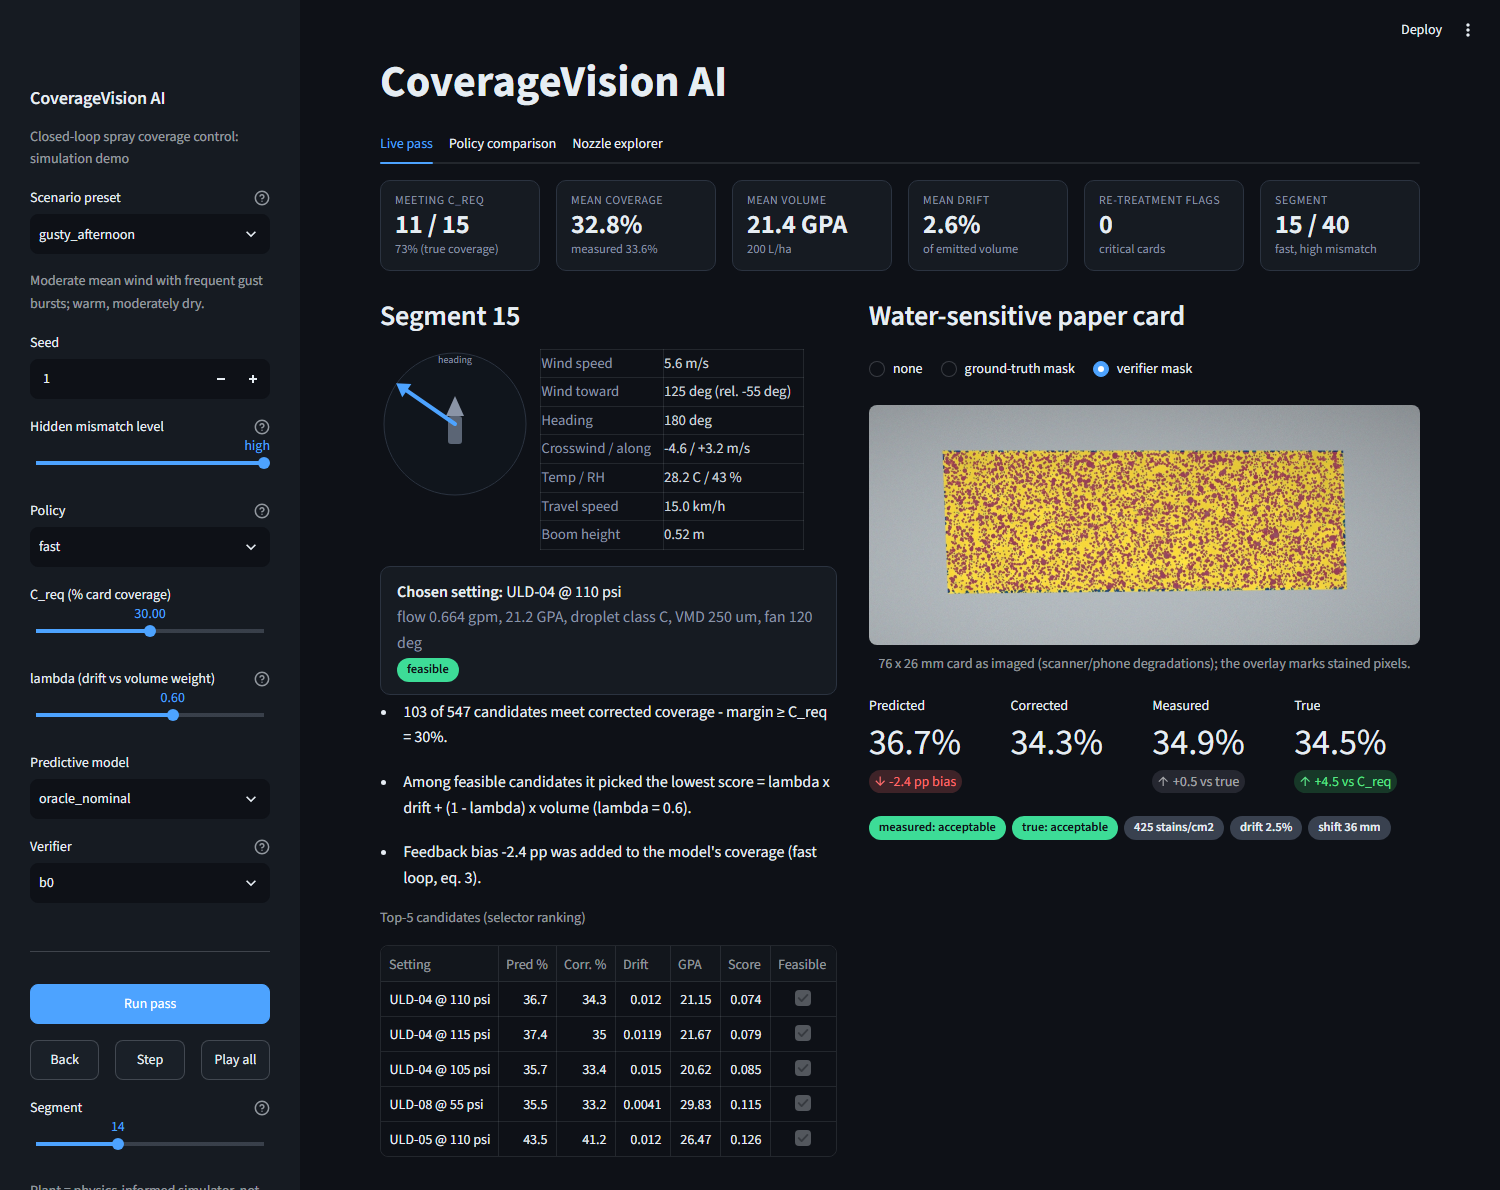 Deploy
CoverageVision AI
Closed-loop spray coverage control:
simulation demo
Scenario preset
gusty_afternoon
Moderate mean wind with frequent gust
bursts; warm, moderately dry.
Seed
1
Hidden mismatch level
high
Policy
fast
C_req (% card coverage)
30.00
lambda (drift vs volume weight)
0.60
Predictive model
oracle_nominal
Verifier
b0
Run pass
Back Step Play all
Segment
14
CoverageVision AI
Live pass Policy comparison Nozzle explorer
MEETING C_REQ
11 / 15
73% (true coverage)
MEAN COVERAGE
32.8%
measured 33.6%
MEAN VOLUME
21.4 GPA
200 L/ha
MEAN DRIFT
2.6%
of emitted volume
RE-TREATMENT FLAGS
0
critical cards
SEGMENT
15 / 40
fast, high mismatch
Segment 15
heading
Wind speed 5.6 m/s
Wind toward 125 deg (rel. -55 deg)
Heading 180 deg
Crosswind / along -4.6 / +3.2 m/s
Temp / RH 28.2 C / 43 %
Travel speed 15.0 km/h
Boom height 0.52 m
Chosen setting: ULD-04 @ 110 psi
flow 0.664 gpm, 21.2 GPA, droplet class C, VMD 250 um, fan 120
deg
feasible
103 of 547 candidates meet corrected coverage - margin ≥ C_req
= 30%.
Among feasible candidates it picked the lowest score = lambda x
drift + (1 - lambda) x volume (lambda = 0.6).
Feedback bias -2.4 pp was added to the model's coverage (fast
loop, eq. 3).
Top-5 candidates (selector ranking)
Setting Pred % Corr. % Drift GPA Score Feasible
ULD-04 @ 110 psi 36.7 34.3 0.012 21.15 0.074
ULD-04 @ 115 psi 37.4 35 0.0119 21.67 0.079
ULD-04 @ 105 psi 35.7 33.4 0.015 20.62 0.085
ULD-08 @ 55 psi 35.5 33.2 0.0041 29.83 0.115
ULD-05 @ 110 psi 43.5 41.2 0.012 26.47 0.126
Water-sensitive paper card
none ground-truth mask verifier mask
76 x 26 mm card as imaged (scanner/phone degradations); the overlay marks stained pixels.
Predicted Corrected Measured True
36.7% 34.3% 34.9% 34.5%
↓ -2.4 pp bias ↑ +0.5 vs true ↑ +4.5 vs C_req
measured: acceptable true: acceptable 425 stains/cm2 drift 2.5% shift 36 mm